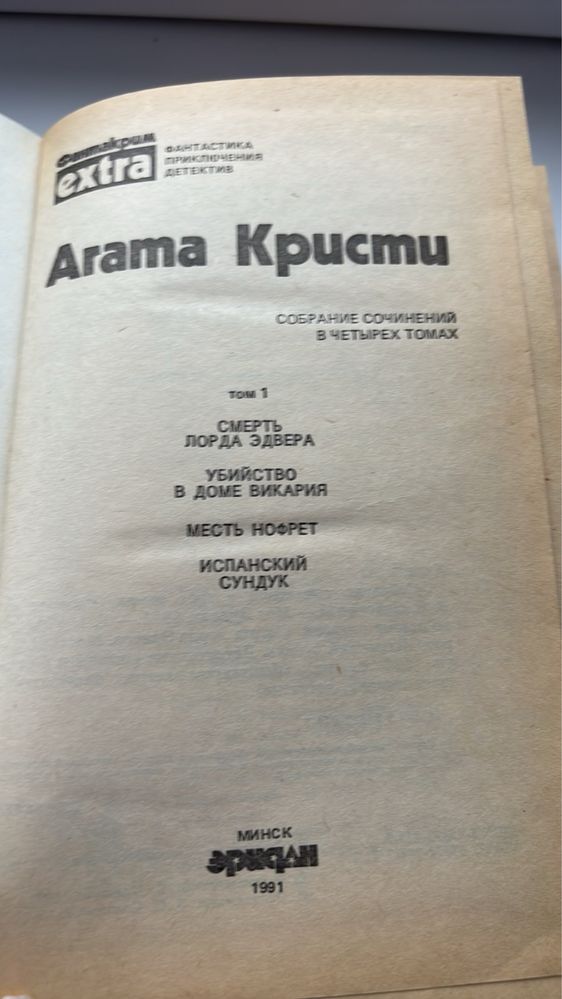 Фантакрим
extra
ФАНТАСТИКА
ПРИКЛЮЧЕНИЯ
ДЕТЕКТИВ
Агата Кристи
СОБРАНИЕ СОЧИНЕНИЙ
В ЧЕТЫРЕХ ТОМАХ
том 1
СМЕРТЬ
ЛОРДА ЭДВЕРА
УБИЙСТВО
В ДОМЕ ВИКАРИЯ
МЕСТЬ НОФРЕТ
ИСПАНСКИЙ
СУНДУК
МИНСК
эридан
1991